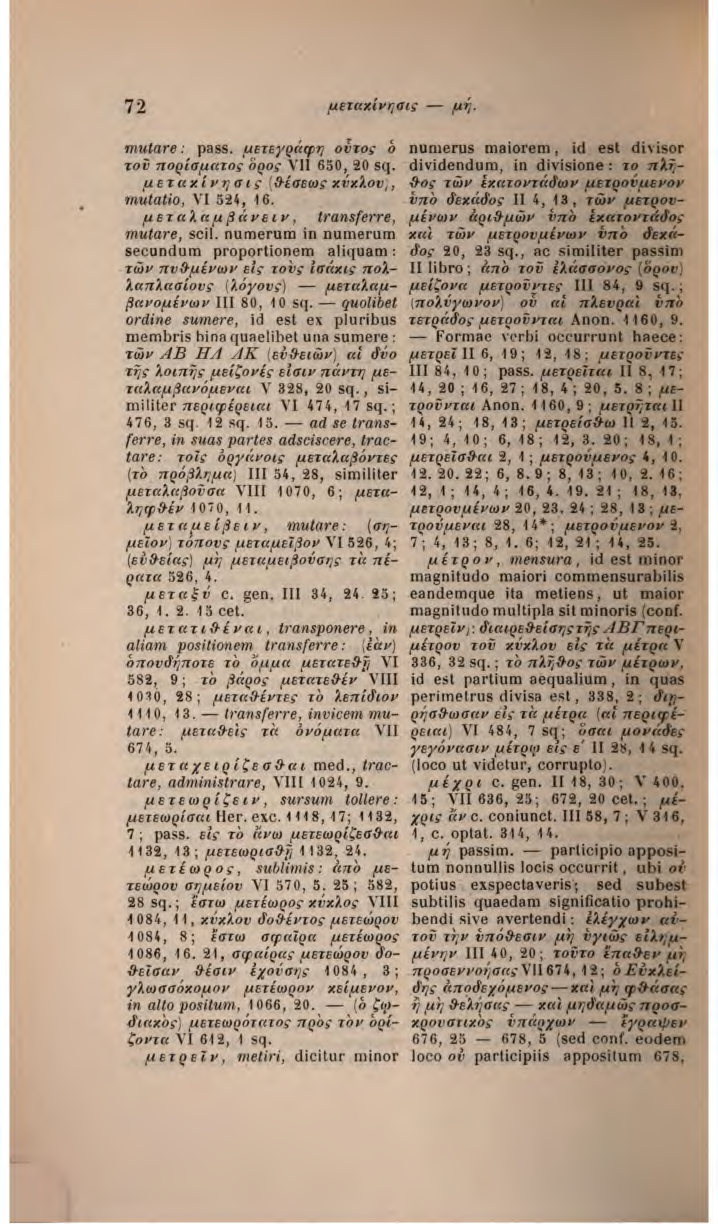 72
μετακίνησις — μή.
mutare: pass. μετεγράφη οὗτος ὁ
τοῦ πορίσματος ὅρος VII 650, 20 sq.
μετακίνησις (θέσεως κύκλου),
mutatio, VI 524, 16.
μεταλαμβάνειν, transferre,
mutare, scil. numerum in numerum
secundum proportionem aliquam:
τῶν πυθμένων εἰς τοὺς ἰσάκις πολ-
λαπλασίους (λόγους) — μεταλαμ-
βανομένων III 80, 10 sq. — quolibet
ordine sumere, id est ex pluribus
membris bina quaelibet una sumere:
τῶν ΑΒ ΗΛ ΛΚ (εὐθειῶν) αἱ δύο
τῆς λοιπῆς μείζονές εἰσιν πάντη με-
ταλαμβανόμεναι V 328, 20 sq., si-
militer περιφέρειαι VI 474, 17 sq.;
476, 3 sq. 12 sq. 15. — ad se trans-
ferre, in suas partes adsciscere, trac-
tare: τοῖς ὀργάνοις μεταλαβόντες
(τὸ πρόβλημα) III 54, 28, similiter
μεταλαβοῦσα VIII 1070, 6; μετα-
ληφθέν 1070, 11.
μεταμείβειν, mutare: (ση-
μεῖον) τόπους μεταμεῖβον VI 526, 4;
(εὐθείας) μὴ μεταμειβούσης τὰ πέ-
ρατα 526, 4.
μεταξύ c. gen. III 34, 24. 25;
36, 1. 2. 15 cet.
μετατιθέναι, transponere, in
aliam positionem transferre: (ἐὰν)
ὁπουδήποτε τὸ ὄμμα μετατεθῇ VI
582, 9; τὸ βάρος μετατεθέν VIII
1030, 28; μεταθέντες τὸ λεπίδιον
1110, 13. — transferre, invicem mu-
tare: μεταθεὶς τὰ ὀνόματα VII
674, 5.
μεταχειρίζεσθαι med., trac-
tare, administrare, VIII 1024, 9.
μετεωρίζειν, sursum tollere:
μετεωρίσαι Her. exc. 1118, 17; 1132,
7; pass. εἰς τὸ ἄνω μετεωρίζεσθαι
1132, 13; μετεωρισθῇ 1132, 24.
μετέωρος, sublimis: ἀπὸ με-
τεώρου σημείου VI 570, 5. 25; 582,
28 sq.; ἔστω μετέωρος κύκλος VIII
1084, 11, κύκλου δοθέντος μετεώρου
1084, 8; ἔστω σφαῖρα μετέωρος
1086, 16. 21, σφαίρας μετεώρου δο-
θεῖσαν θέσιν ἐχούσης 1084, 3;
γλωσσόκομον μετέωρον κείμενον,
in alto positum, 1066, 20. — (ὁ ζῳ-
διακὸς) μετεωρότατος πρὸς τὸν ὁρί-
ζοντα VI 612, 1 sq.
μετρεῖν, metiri, dicitur minor
numerus maiorem, id est divisor
dividendum, in divisione: τὸ πλῆ-
θος τῶν ἑκατοντάδων μετρούμενον
ὑπὸ δεκάδος II 4, 13, τῶν μετρου-
μένων ἀριθμῶν ὑπὸ ἑκατοντάδος
καὶ τῶν μετρουμένων ὑπὸ δεκά-
δος 20, 23 sq., ac similiter passim
II libro; ἀπὸ τοῦ ἐλάσσονος (ὅρου)
μείζονα μετροῦντες III 84, 9 sq.;
(πολύγωνον) οὗ αἱ πλευραὶ ὑπὸ
τετράδος μετροῦνται Anon. 1160, 9.
— Formae verbi occurrunt haece:
μετρεῖ II 6, 19; 12, 18; μετροῦντες
III 84, 10; pass. μετρεῖται II 8, 17;
14, 20; 16, 27; 18, 4; 20, 5. 8; με-
τροῦνται Anon. 1160, 9; μετρῆται II
14, 24; 18, 13; μετρείσθω II 2, 15.
19; 4, 10; 6, 18; 12, 3. 20; 18, 1;
μετρεῖσθαι 2, 1; μετρούμενος 4, 10.
12. 20. 22; 6, 8. 9; 8, 13; 10, 2. 16;
12, 1; 14, 4; 16, 4. 19. 21; 18, 13,
μετρουμένων 20, 23. 24; 28, 13; με-
τρούμεναι 28, 14*; μετρούμενον 2,
7; 4, 13; 8, 1. 6; 12, 21; 14, 25.
μέτρον, mensura, id est minor
magnitudo maiori commensurabilis
eandemque ita metiens, ut maior
magnitudo multipla sit minoris (conf.
μετρεῖν): διαιρεθείσης τῆς ΑΒΓ περι-
μέτρου τοῦ κύκλου εἰς τὰ μέτρα V
336, 32 sq.; τὸ πλῆθος τῶν μέτρων,
id est partium aequalium, in quas
perimetrus divisa est, 338, 2; διῃ-
ρήσθωσαν εἰς τὰ μέτρα (αἱ περιφέ-
ρειαι) VI 484, 7 sq; ὅσαι μονάδες
γεγόνασιν μέτρῳ εἰς ε' II 28, 14 sq.
(loco ut videtur, corrupto).
μέχρι c. gen. II 18, 30; V 400,
15; VII 636, 25; 672, 20 cet.; μέ-
χρις ἄν c. coniunct. III 58, 7; V 316,
1, c. optat. 314, 14.
μή passim. — participio apposi-
tum nonnullis locis occurrit, ubi οὐ
potius exspectaveris; sed subest
subtilis quaedam significatio prohi-
bendi sive avertendi: ἐλέγχων αὐ-
τοῦ τὴν ὑπόθεσιν μὴ ὑγιῶς εἰλημ-
μένην III 40, 20; τοῦτο ἔπαθεν μὴ
προσεννοήσας VII 674, 12; ὁ Εὐκλεί-
δης ἀποδεχόμενος — καὶ μὴ φθάσας
ἢ μὴ θελήσας — καὶ μηδαμῶς προσ-
κρουστικὸς ὑπάρχων — ἔγραψεν
676, 25 — 678, 5 (sed conf. eodem
loco οὐ participiis appositum 678,